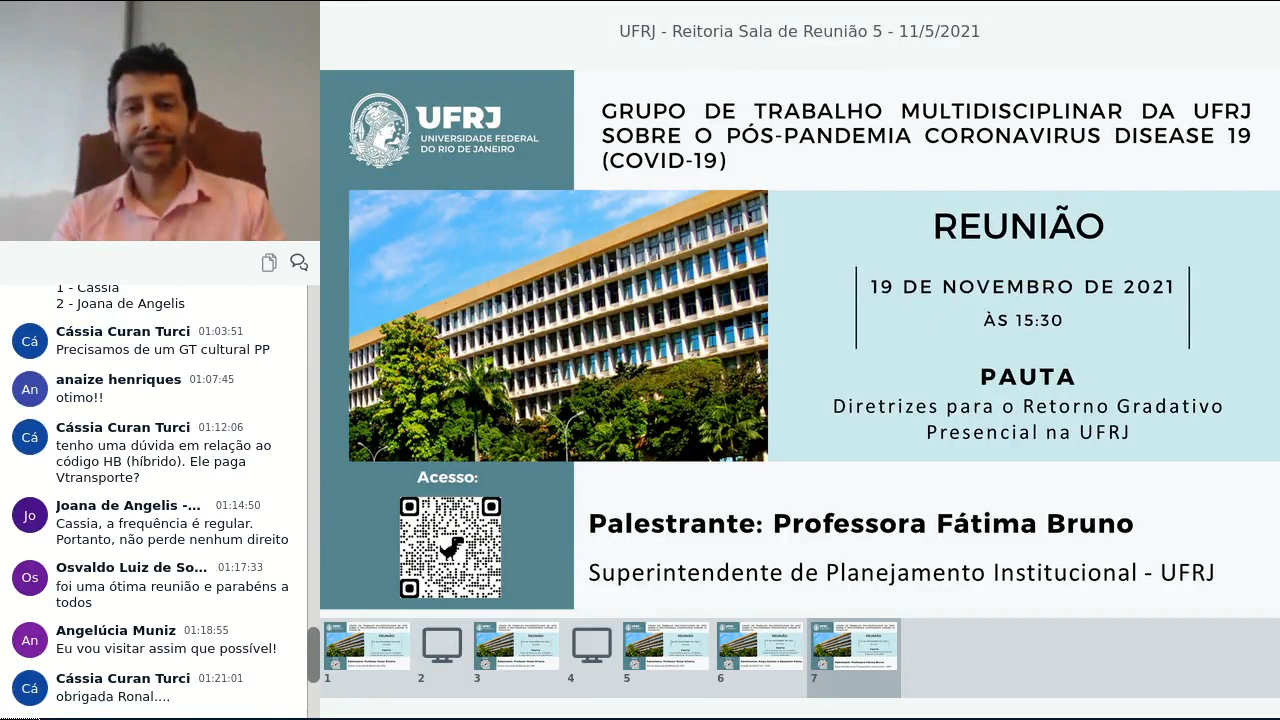 UFRJ - Reitoria Sala de Reunião 5 - 11/5/2021
UFRJ
UNIVERSIDADE FEDERAL
DO RIO DE JANEIRO
GRUPO DE TRABALHO MULTIDISCIPLINAR DA UFRJ
SOBRE O PÓS-PANDEMIA CORONAVIRUS DISEASE 19
(COVID-19)
REUNIÃO
19 DE NOVEMBRO DE 2021
ÀS 15:30
PAUTA
Diretrizes para o Retorno Gradativo
Presencial na UFRJ
Acesso:
Palestrante: Professora Fátima Bruno
Superintendente de Planejamento Institucional - UFRJ
1 - Cassia
2 - Joana de Angelis
Cá
Cássia Curan Turci 01:03:51
Precisamos de um GT cultural PP
An
anaize henriques 01:07:45
otimo!!
Cá
Cássia Curan Turci 01:12:06
tenho uma dúvida em relação ao
código HB (híbrido). Ele paga
Vtransporte?
Jo
Joana de Angelis -... 01:14:50
Cassia, a frequência é regular.
Portanto, não perde nenhum direito
Os
Osvaldo Luiz de So... 01:17:33
foi uma ótima reunião e parabéns a
todos
An
Angelúcia Muniz 01:18:55
Eu vou visitar assim que possível!
Cá
Cássia Curan Turci 01:21:01
obrigada Ronal....
1
2
3
4
5
6
7